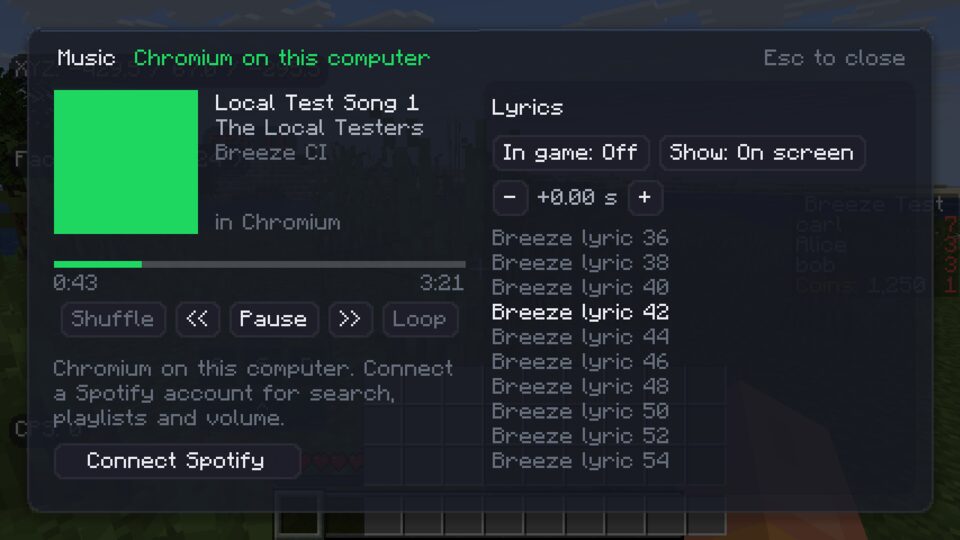 Music Chromium on this computer
Esc to close
Local Test Song 1
The Local Testers
Breeze CI
in Chromium
0:43
3:21
Shuffle
<<
Pause
>>
Loop
Chromium on this computer. Connect
a Spotify account for search,
playlists and volume.
Connect Spotify
Lyrics
In game: Off
Show: On screen
- +0.00 s +
Breeze lyric 36
Breeze lyric 38
Breeze lyric 40
Breeze lyric 42
Breeze lyric 44
Breeze lyric 46
Breeze lyric 48
Breeze lyric 50
Breeze lyric 52
Breeze lyric 54
Breeze Test
carl 7
Alice 3
bob 3
Coins: 1,250 1